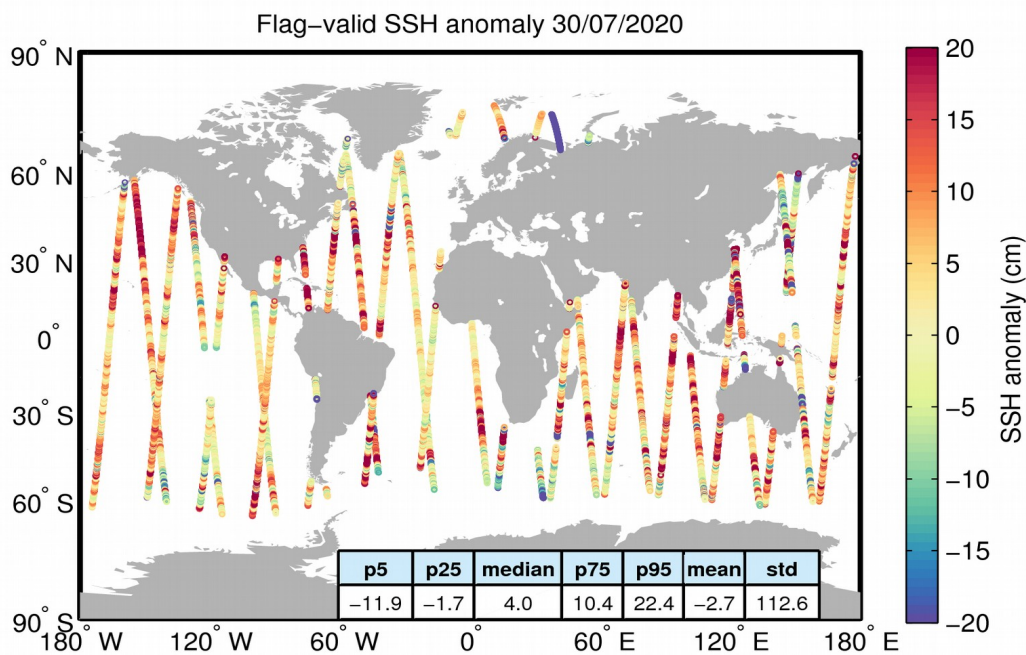 Flag−valid SSH anomaly 30/07/2020
90° N
60° N
30° N
0°
30° S
60° S
90° S
180° W
120° W
60° W
0°
60° E
120° E
180° E
p5 p25 median p75 p95 mean std
−11.9 −1.7 4.0 10.4 22.4 −2.7 112.6
20
15
10
5
0
−5
−10
−15
−20
SSH anomaly (cm)